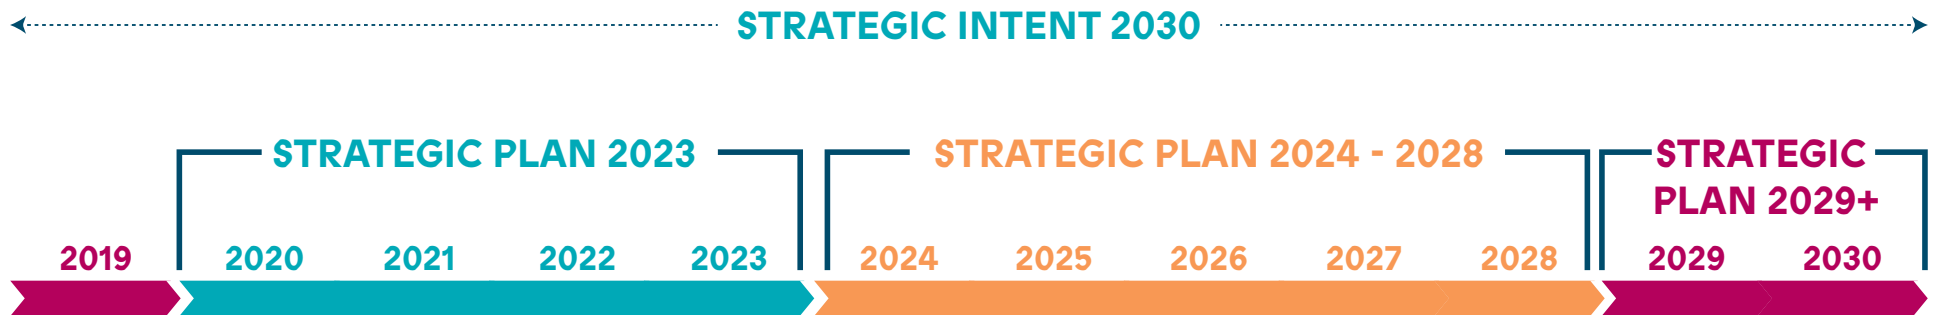 STRATEGIC INTENT 2030
STRATEGIC PLAN 2023
STRATEGIC PLAN 2024 - 2028
STRATEGIC
PLAN 2029+
2019 2020 2021 2022 2023 2024 2025 2026 2027 2028 2029 2030